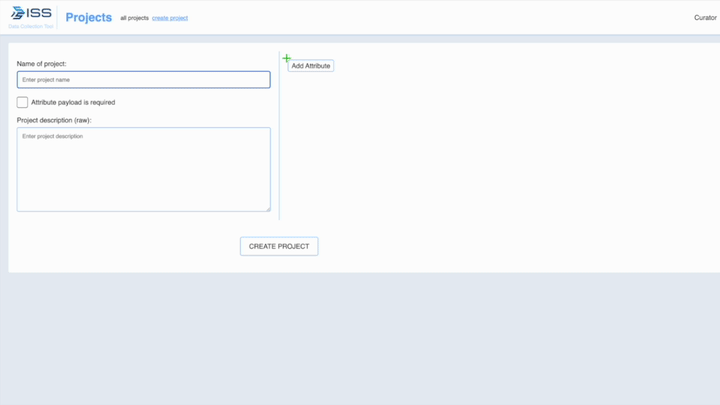 ISS
Data Collection Tool
Projects
all projects
create project
Curator
Name of project:
Enter project name
Attribute payload is required
Project description (raw):
Enter project description
Add Attribute
CREATE PROJECT